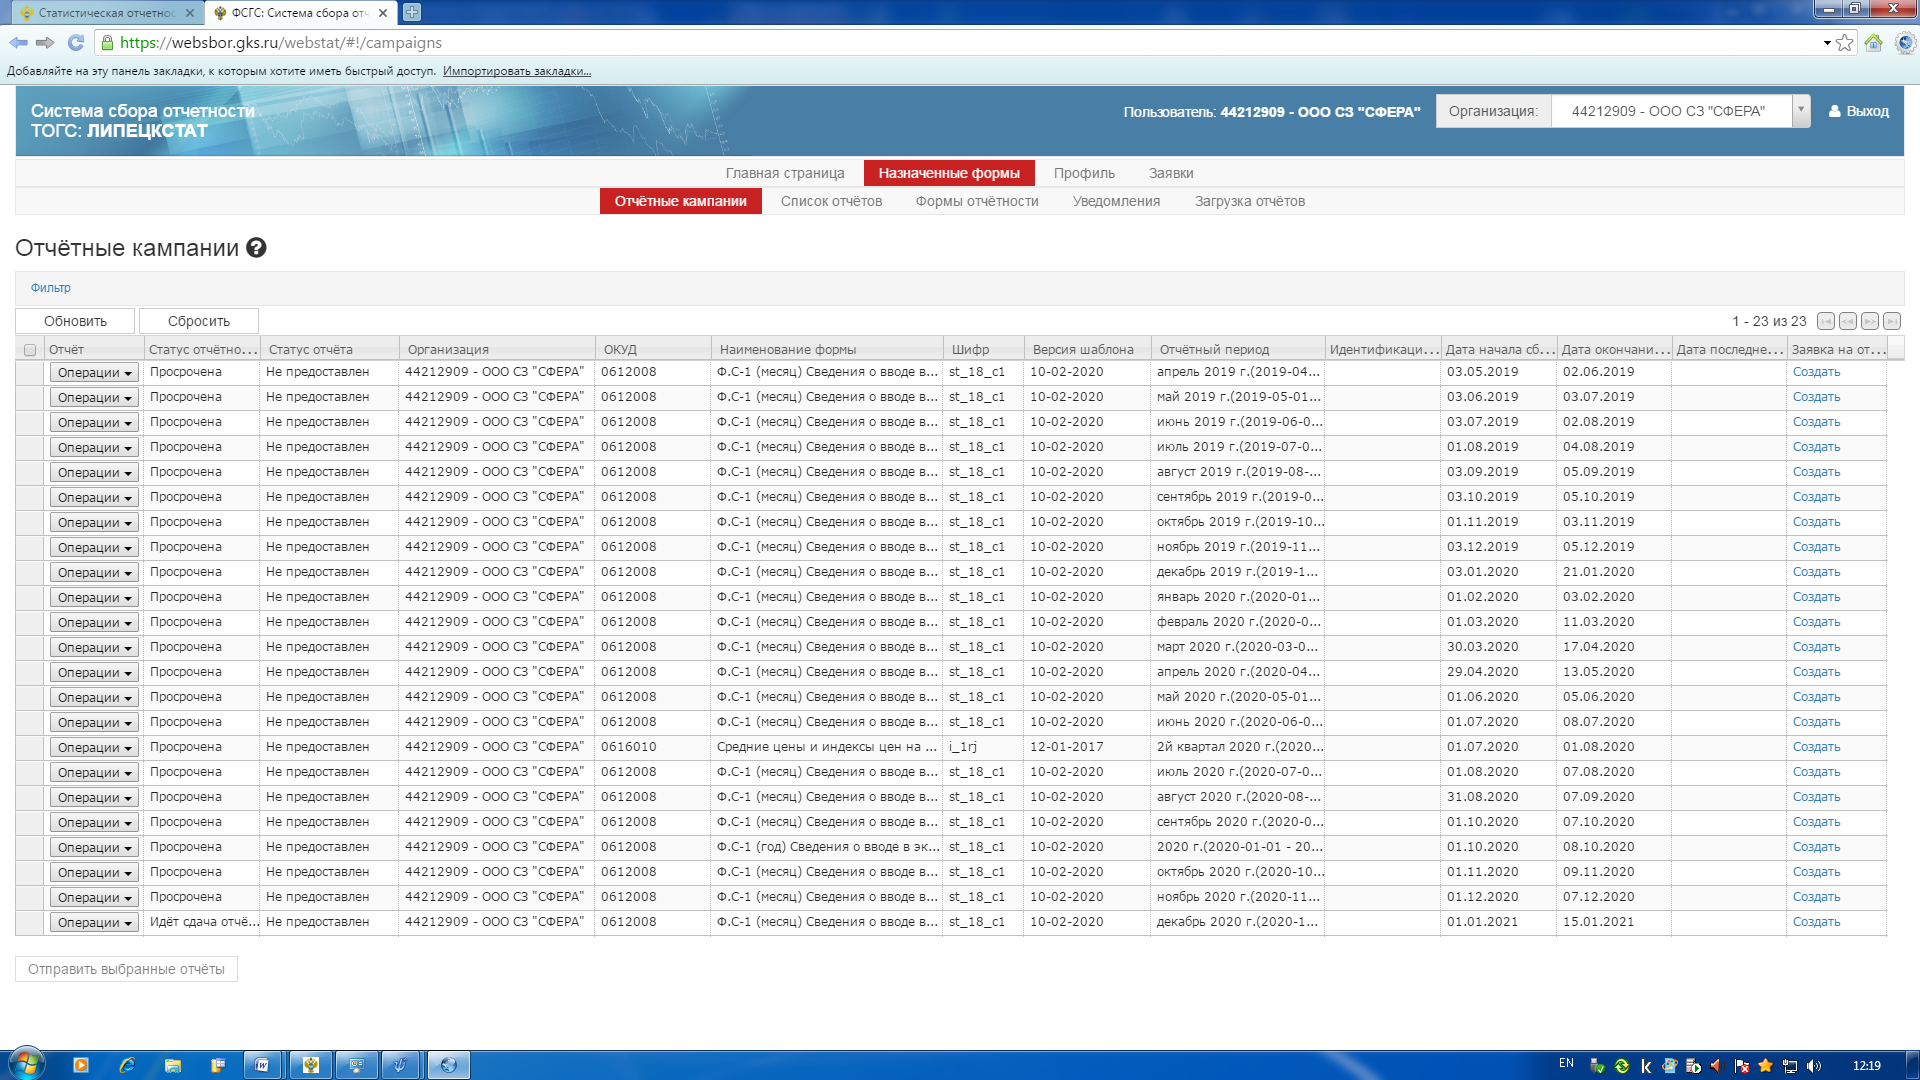 Статистическая отчетнос
ФСГС: Система сбора от
https://websbor.gks.ru/webstat/#!/campaigns
Добавляйте на эту панель закладки, к которым хотите иметь быстрый доступ. Импортировать закладки...
Система сбора отчетности
ТОГС: ЛИПЕЦКСТАТ
Пользователь: 44212909 - ООО СЗ "СФЕРА" Организация: 44212909 - ООО СЗ "СФЕРА" Выход
Главная страница Назначенные формы Профиль Заявки
Отчётные кампании Список отчётов Формы отчётности Уведомления Загрузка отчётов
Отчётные кампании ?
Фильтр
Обновить Сбросить 1 - 23 из 23
Отчёт Статус отчётно... Статус отчёта Организация ОКУД Наименование формы Шифр Версия шаблона Отчётный период Идентификаци... Дата начала сб... Дата окончани... Дата последне... Заявка на от...
Операции Просрочена Не предоставлен 44212909 - ООО СЗ "СФЕРА" 0612008 Ф.С-1 (месяц) Сведения о вводе в... st_18_c1 10-02-2020 апрель 2019 г.(2019-04... 03.05.2019 02.06.2019 Создать
Операции Просрочена Не предоставлен 44212909 - ООО СЗ "СФЕРА" 0612008 Ф.С-1 (месяц) Сведения о вводе в... st_18_c1 10-02-2020 май 2019 г.(2019-05-01... 03.06.2019 03.07.2019 Создать
Операции Просрочена Не предоставлен 44212909 - ООО СЗ "СФЕРА" 0612008 Ф.С-1 (месяц) Сведения о вводе в... st_18_c1 10-02-2020 июнь 2019 г.(2019-06-0... 03.07.2019 02.08.2019 Создать
Операции Просрочена Не предоставлен 44212909 - ООО СЗ "СФЕРА" 0612008 Ф.С-1 (месяц) Сведения о вводе в... st_18_c1 10-02-2020 июль 2019 г.(2019-07-0... 01.08.2019 04.08.2019 Создать
Операции Просрочена Не предоставлен 44212909 - ООО СЗ "СФЕРА" 0612008 Ф.С-1 (месяц) Сведения о вводе в... st_18_c1 10-02-2020 август 2019 г.(2019-08-... 03.09.2019 05.09.2019 Создать
Операции Просрочена Не предоставлен 44212909 - ООО СЗ "СФЕРА" 0612008 Ф.С-1 (месяц) Сведения о вводе в... st_18_c1 10-02-2020 сентябрь 2019 г.(2019-0... 03.10.2019 05.10.2019 Создать
Операции Просрочена Не предоставлен 44212909 - ООО СЗ "СФЕРА" 0612008 Ф.С-1 (месяц) Сведения о вводе в... st_18_c1 10-02-2020 октябрь 2019 г.(2019-10... 01.11.2019 03.11.2019 Создать
Операции Просрочена Не предоставлен 44212909 - ООО СЗ "СФЕРА" 0612008 Ф.С-1 (месяц) Сведения о вводе в... st_18_c1 10-02-2020 ноябрь 2019 г.(2019-11... 03.12.2019 05.12.2019 Создать
Операции Просрочена Не предоставлен 44212909 - ООО СЗ "СФЕРА" 0612008 Ф.С-1 (месяц) Сведения о вводе в... st_18_c1 10-02-2020 декабрь 2019 г.(2019-1... 03.01.2020 21.01.2020 Создать
Операции Просрочена Не предоставлен 44212909 - ООО СЗ "СФЕРА" 0612008 Ф.С-1 (месяц) Сведения о вводе в... st_18_c1 10-02-2020 январь 2020 г.(2020-01... 01.02.2020 03.02.2020 Создать
Операции Просрочена Не предоставлен 44212909 - ООО СЗ "СФЕРА" 0612008 Ф.С-1 (месяц) Сведения о вводе в... st_18_c1 10-02-2020 февраль 2020 г.(2020-0... 01.03.2020 11.03.2020 Создать
Операции Просрочена Не предоставлен 44212909 - ООО СЗ "СФЕРА" 0612008 Ф.С-1 (месяц) Сведения о вводе в... st_18_c1 10-02-2020 март 2020 г.(2020-03-0... 30.03.2020 17.04.2020 Создать
Операции Просрочена Не предоставлен 44212909 - ООО СЗ "СФЕРА" 0612008 Ф.С-1 (месяц) Сведения о вводе в... st_18_c1 10-02-2020 апрель 2020 г.(2020-04... 29.04.2020 13.05.2020 Создать
Операции Просрочена Не предоставлен 44212909 - ООО СЗ "СФЕРА" 0612008 Ф.С-1 (месяц) Сведения о вводе в... st_18_c1 10-02-2020 май 2020 г.(2020-05-01... 01.06.2020 05.06.2020 Создать
Операции Просрочена Не предоставлен 44212909 - ООО СЗ "СФЕРА" 0612008 Ф.С-1 (месяц) Сведения о вводе в... st_18_c1 10-02-2020 июнь 2020 г.(2020-06-0... 01.07.2020 08.07.2020 Создать
Операции Просрочена Не предоставлен 44212909 - ООО СЗ "СФЕРА" 0616010 Средние цены и индексы цен на ... i_1rj 12-01-2017 2й квартал 2020 г.(2020... 01.07.2020 01.08.2020 Создать
Операции Просрочена Не предоставлен 44212909 - ООО СЗ "СФЕРА" 0612008 Ф.С-1 (месяц) Сведения о вводе в... st_18_c1 10-02-2020 июль 2020 г.(2020-07-0... 01.08.2020 07.08.2020 Создать
Операции Просрочена Не предоставлен 44212909 - ООО СЗ "СФЕРА" 0612008 Ф.С-1 (месяц) Сведения о вводе в... st_18_c1 10-02-2020 август 2020 г.(2020-08-... 31.08.2020 07.09.2020 Создать
Операции Просрочена Не предоставлен 44212909 - ООО СЗ "СФЕРА" 0612008 Ф.С-1 (месяц) Сведения о вводе в... st_18_c1 10-02-2020 сентябрь 2020 г.(2020-0... 01.10.2020 07.10.2020 Создать
Операции Просрочена Не предоставлен 44212909 - ООО СЗ "СФЕРА" 0612008 Ф.С-1 (год) Сведения о вводе в эк... st_18_c1 10-02-2020 2020 г.(2020-01-01 - 20... 01.10.2020 08.10.2020 Создать
Операции Просрочена Не предоставлен 44212909 - ООО СЗ "СФЕРА" 0612008 Ф.С-1 (месяц) Сведения о вводе в... st_18_c1 10-02-2020 октябрь 2020 г.(2020-10... 01.11.2020 09.11.2020 Создать
Операции Просрочена Не предоставлен 44212909 - ООО СЗ "СФЕРА" 0612008 Ф.С-1 (месяц) Сведения о вводе в... st_18_c1 10-02-2020 ноябрь 2020 г.(2020-11... 01.12.2020 07.12.2020 Создать
Операции Идёт сдача отчё... Не предоставлен 44212909 - ООО СЗ "СФЕРА" 0612008 Ф.С-1 (месяц) Сведения о вводе в... st_18_c1 10-02-2020 декабрь 2020 г.(2020-1... 01.01.2021 15.01.2021 Создать
Отправить выбранные отчёты
EN 12:19